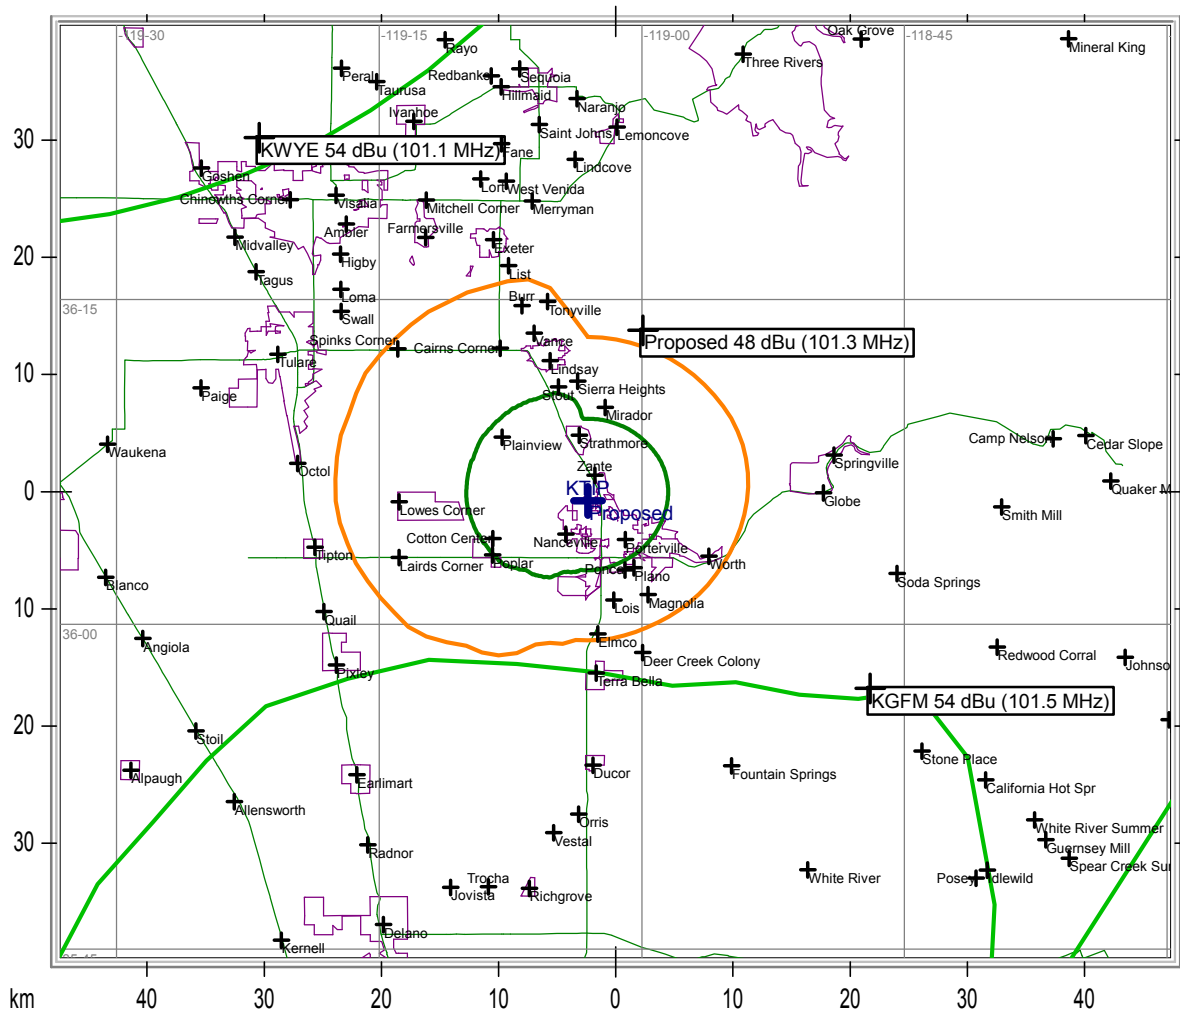 -119-30
-119-15
-119-00
-118-45
Oak Grove
Rayo
Mineral King
Three Rivers
Peral
Redbanks
Sequoia
Taurusa
Hillmaid
Naranjo
Ivanhoe
Saint Johns
Lemoncove
30
KWYE 54 dBu (101.1 MHz)
Fane
Lindcove
Goshen
Lort
West Venida
Chinowths Corner
Visalia
Mitchell Corner
Merryman
Ambler
Farmersville
Midvalley
Exeter
20
Higby
List
Tagus
Loma
Burr
Tonyville
36-15
Swall
Proposed 48 dBu (101.3 MHz)
Spinks Corner
Cairns Corner
Vance
Tulare
Lindsay
10
Paige
Stout
Sierra Heights
Mirador
Waukena
Plainview
Strathmore
Camp Nelson
Cedar Slope
Octol
Zante
Springville
KTIP
Quaker M
0
Lowes Corner
Proposed
Globe
Smith Mill
Cotton Center
Nanceville
Porterville
Tipton
Lairds Corner
Poplar
Worth
Blanco
Plano
Soda Springs
10
Quail
Lois
Magnolia
36-00
Angiola
Elmco
Redwood Corral
Johnso
Pixley
Deer Creek Colony
Terra Bella
KGFM 54 dBu (101.5 MHz)
20
Stoil
Stone Place
Alpaugh
Earlimart
Ducor
Fountain Springs
California Hot Spr
Allensworth
Orris
White River Summer
30
Radnor
Vestal
Guernsey Mill
Spear Creek Sur
Trocha
White River
Posey
Idlewild
Jovista
Richgrove
Delano
Kernell
km
40
30
20
10
0
10
20
30
40